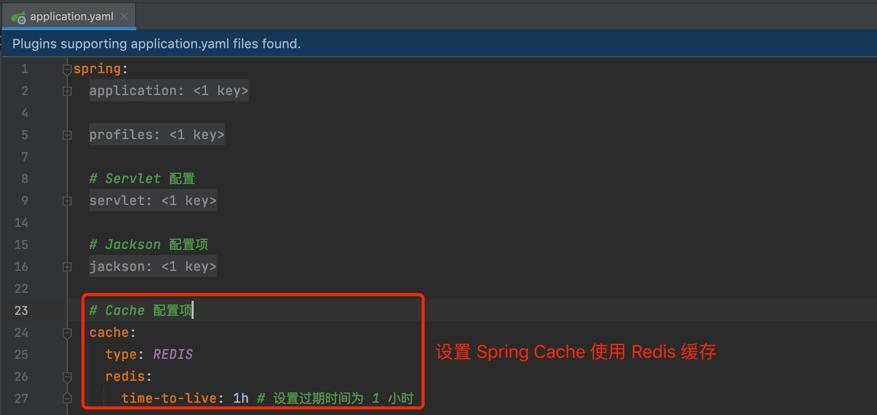 application.yaml
Plugins supporting application.yaml files found.
1 spring:
2 application: <1 key>
4
5 profiles: <1 key>
7
8 # Servlet 配置
9 servlet: <1 key>
14
15 # Jackson 配置项
16 jackson: <1 key>
22
23 # Cache 配置项
24 cache:
25 type: REDIS
26 redis:
27 time-to-live: 1h # 设置过期时间为 1 小时
设置 Spring Cache 使用 Redis 缓存